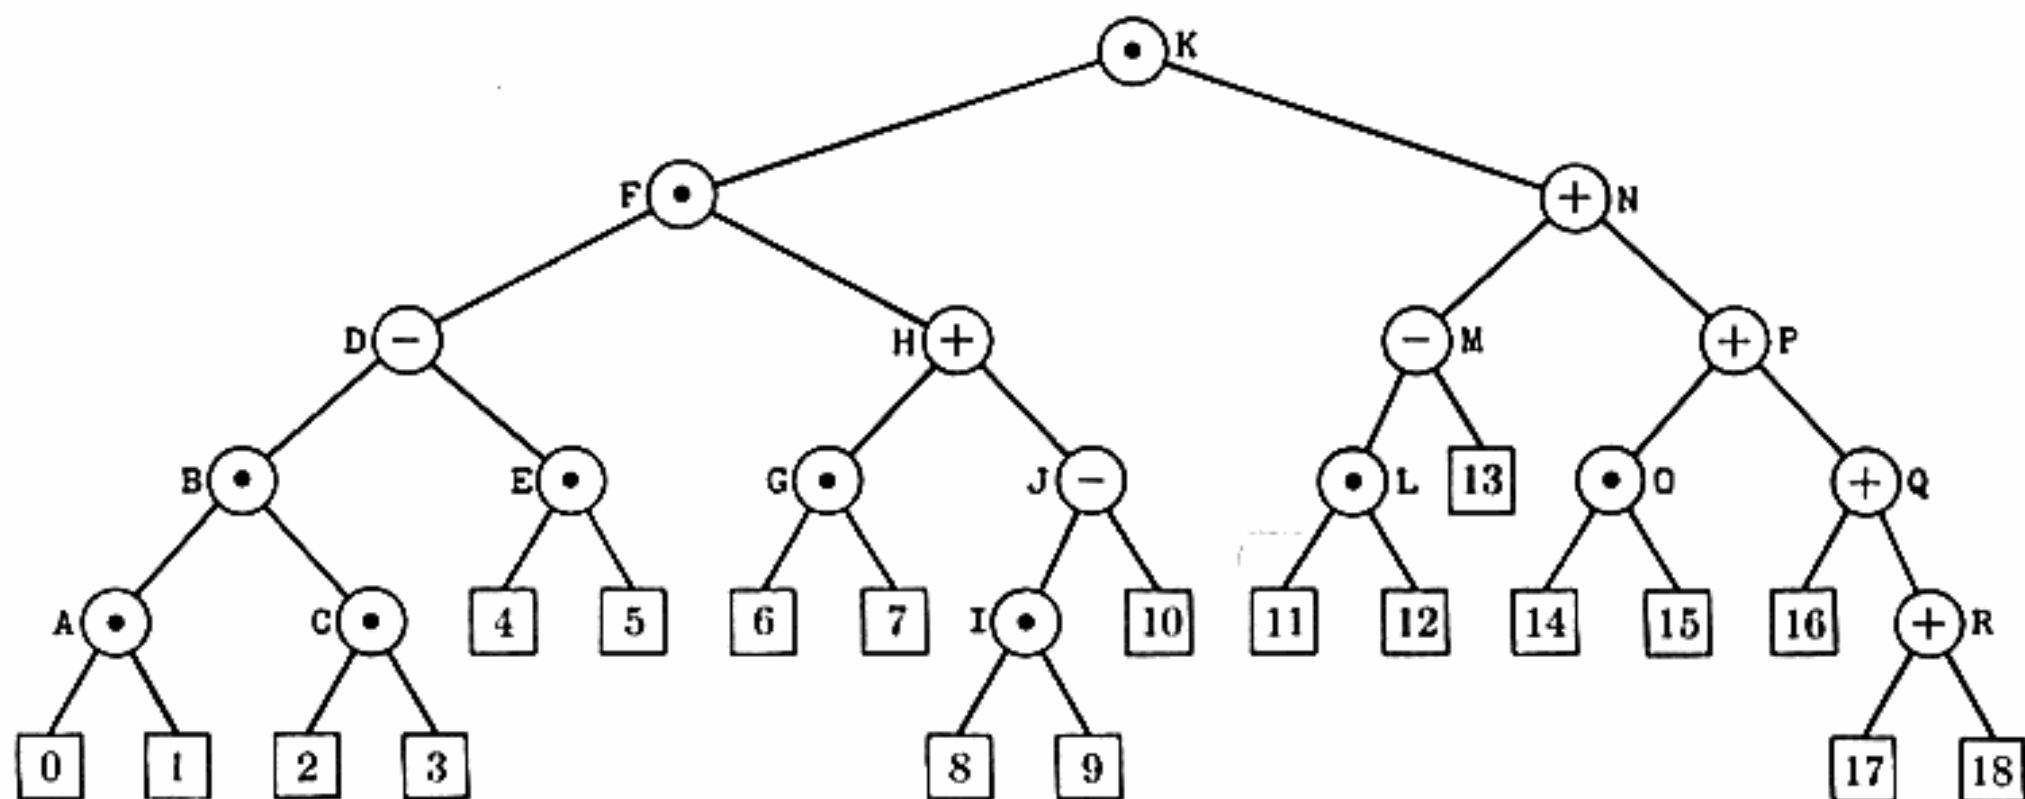 • K
F • + N
D − H + − M + P
B • E • G • J − • L 13 • O + Q
A • C • 4 5 6 7 I • 10 11 12 14 15 16 + R
0 1 2 3 8 9 17 18